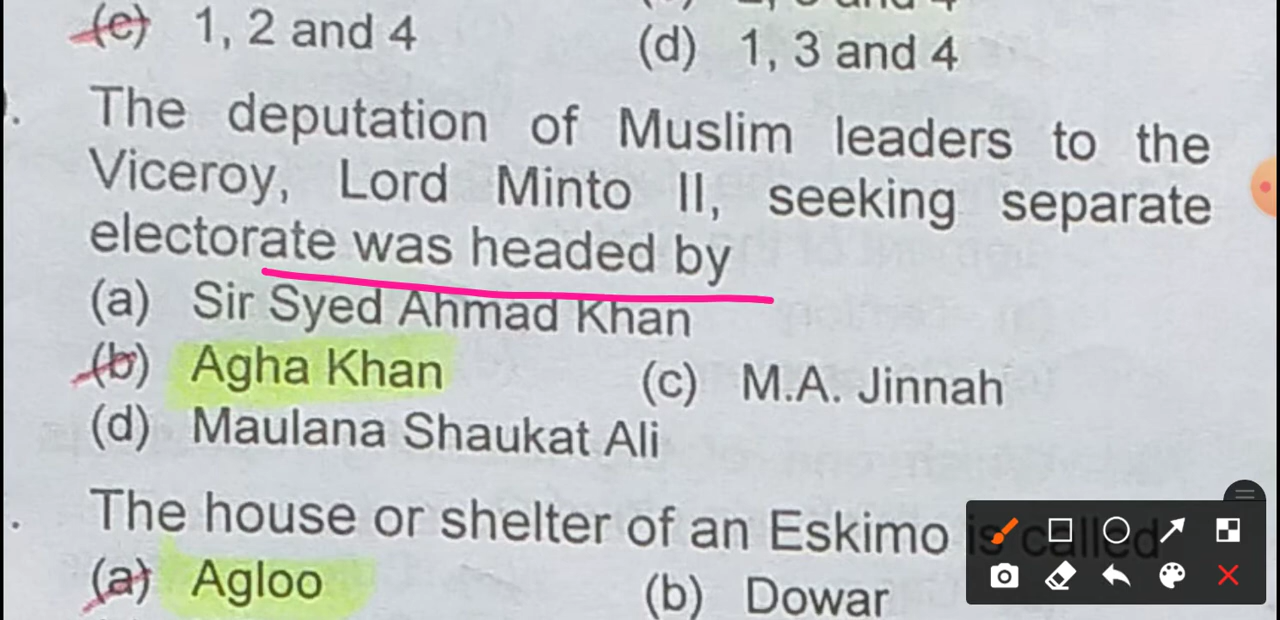 (c) 1, 2 and 4
(d) 1, 3 and 4
The deputation of Muslim leaders to the
Viceroy, Lord Minto II, seeking separate
electorate was headed by
(a) Sir Syed Ahmad Khan
(b) Agha Khan
(c) M.A. Jinnah
(d) Maulana Shaukat Ali
The house or shelter of an Eskimo is called
(a) Agloo
(b) Dowar